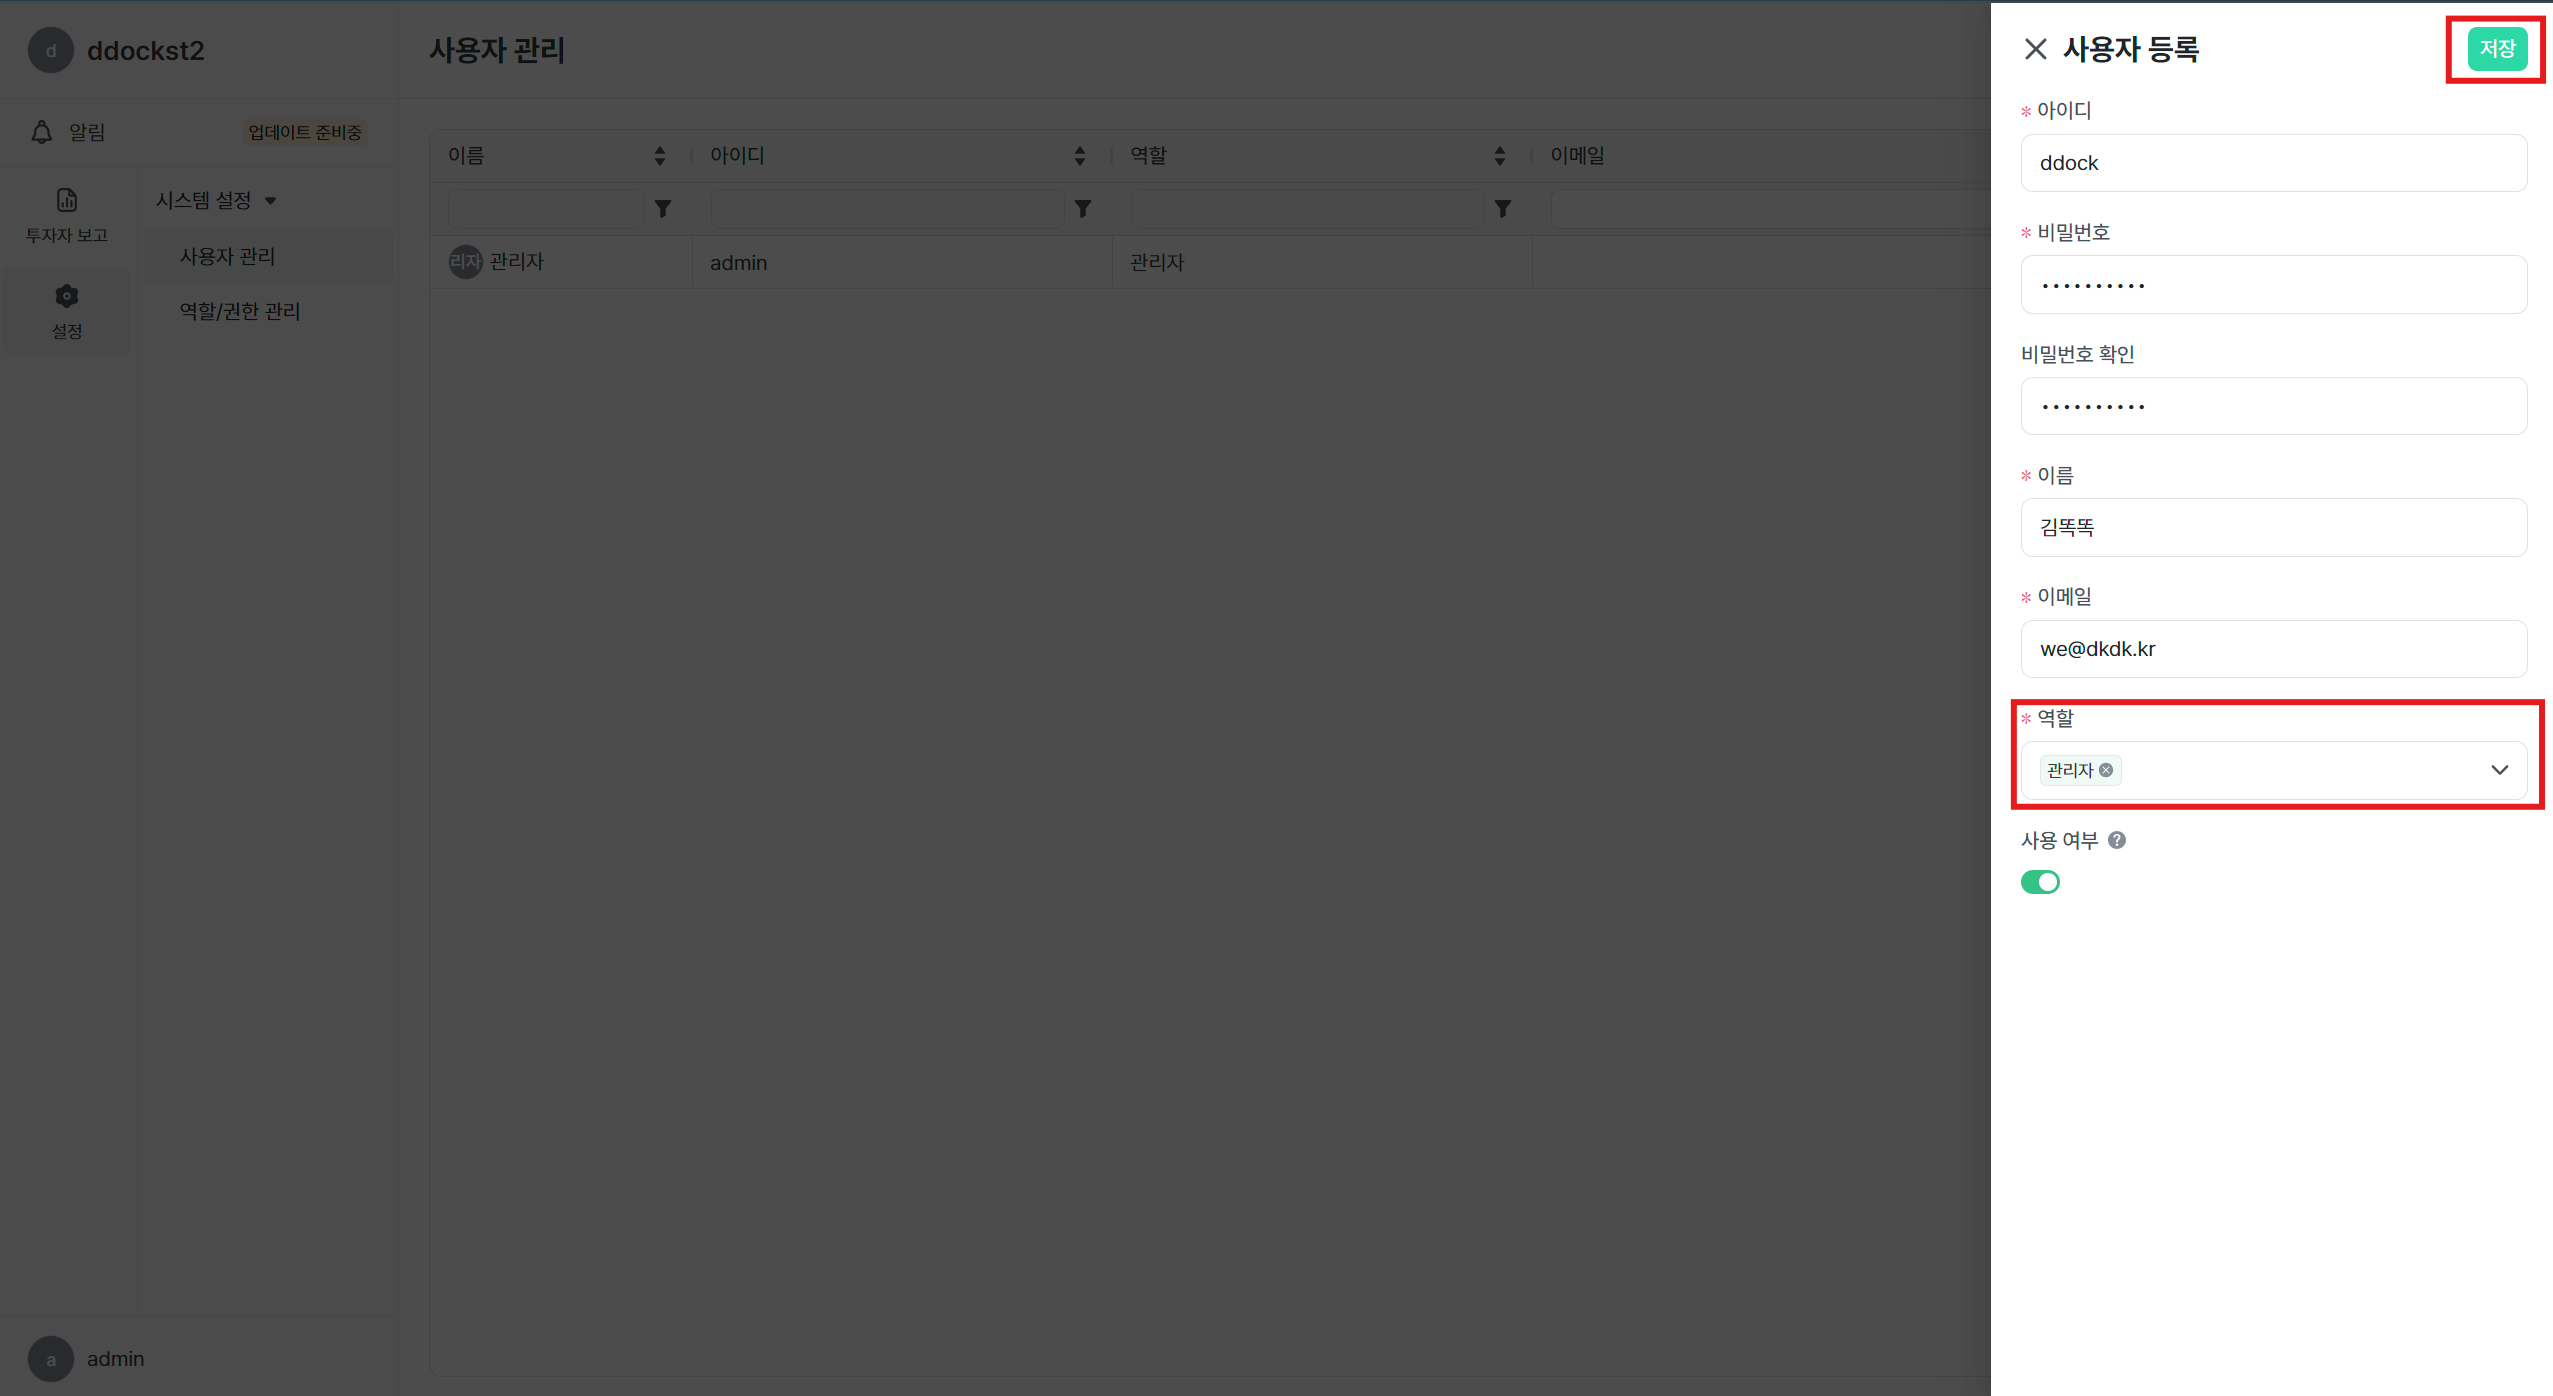 d ddockst2
알림 업데이트 준비중
투자자 보고
설정
시스템 설정
사용자 관리
역할/권한 관리
a admin
사용자 관리
이름 아이디 역할 이메일
리자 관리자 admin 관리자
사용자 등록 저장
* 아이디
ddock
* 비밀번호
••••••••••
비밀번호 확인
••••••••••
* 이름
김똑똑
* 이메일
we@dkdk.kr
* 역할
관리자
사용 여부 ?